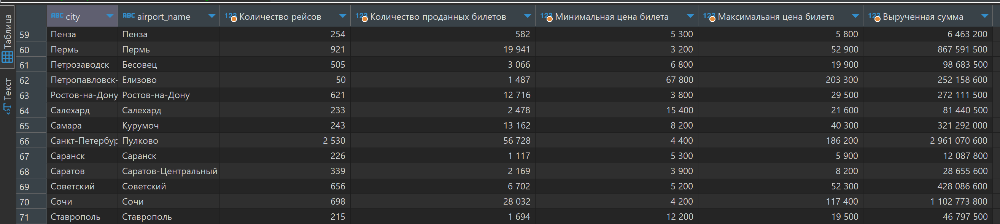 Таблица
Текст
ABC city ABC airport_name 123 Количество рейсов 123 Количество проданных билетов 123 Минимальная цена билета 123 Максимальаня цена билета 123 Вырученная сумма
59 Пенза Пенза 254 582 5 300 5 800 6 463 200
60 Пермь Пермь 921 19 941 3 200 52 900 867 591 500
61 Петрозаводск Бесовец 505 3 066 6 800 19 900 98 683 500
62 Петропавловск- Елизово 50 1 487 67 800 203 300 252 158 600
63 Ростов-на-Дону Ростов-на-Дону 621 12 716 3 800 29 500 272 111 500
64 Салехард Салехард 233 2 478 15 400 21 600 81 440 500
65 Самара Курумоч 243 13 162 8 200 40 300 321 292 000
66 Санкт-Петербур Пулково 2 530 56 728 4 400 186 200 2 961 070 600
67 Саранск Саранск 226 1 117 5 300 5 900 12 087 800
68 Саратов Саратов-Центральный 339 2 169 3 900 8 200 28 655 600
69 Советский Советский 656 6 702 5 200 52 300 428 086 600
70 Сочи Сочи 698 28 032 4 200 117 400 1 102 773 800
71 Ставрополь Ставрополь 215 1 694 12 200 19 500 46 797 500